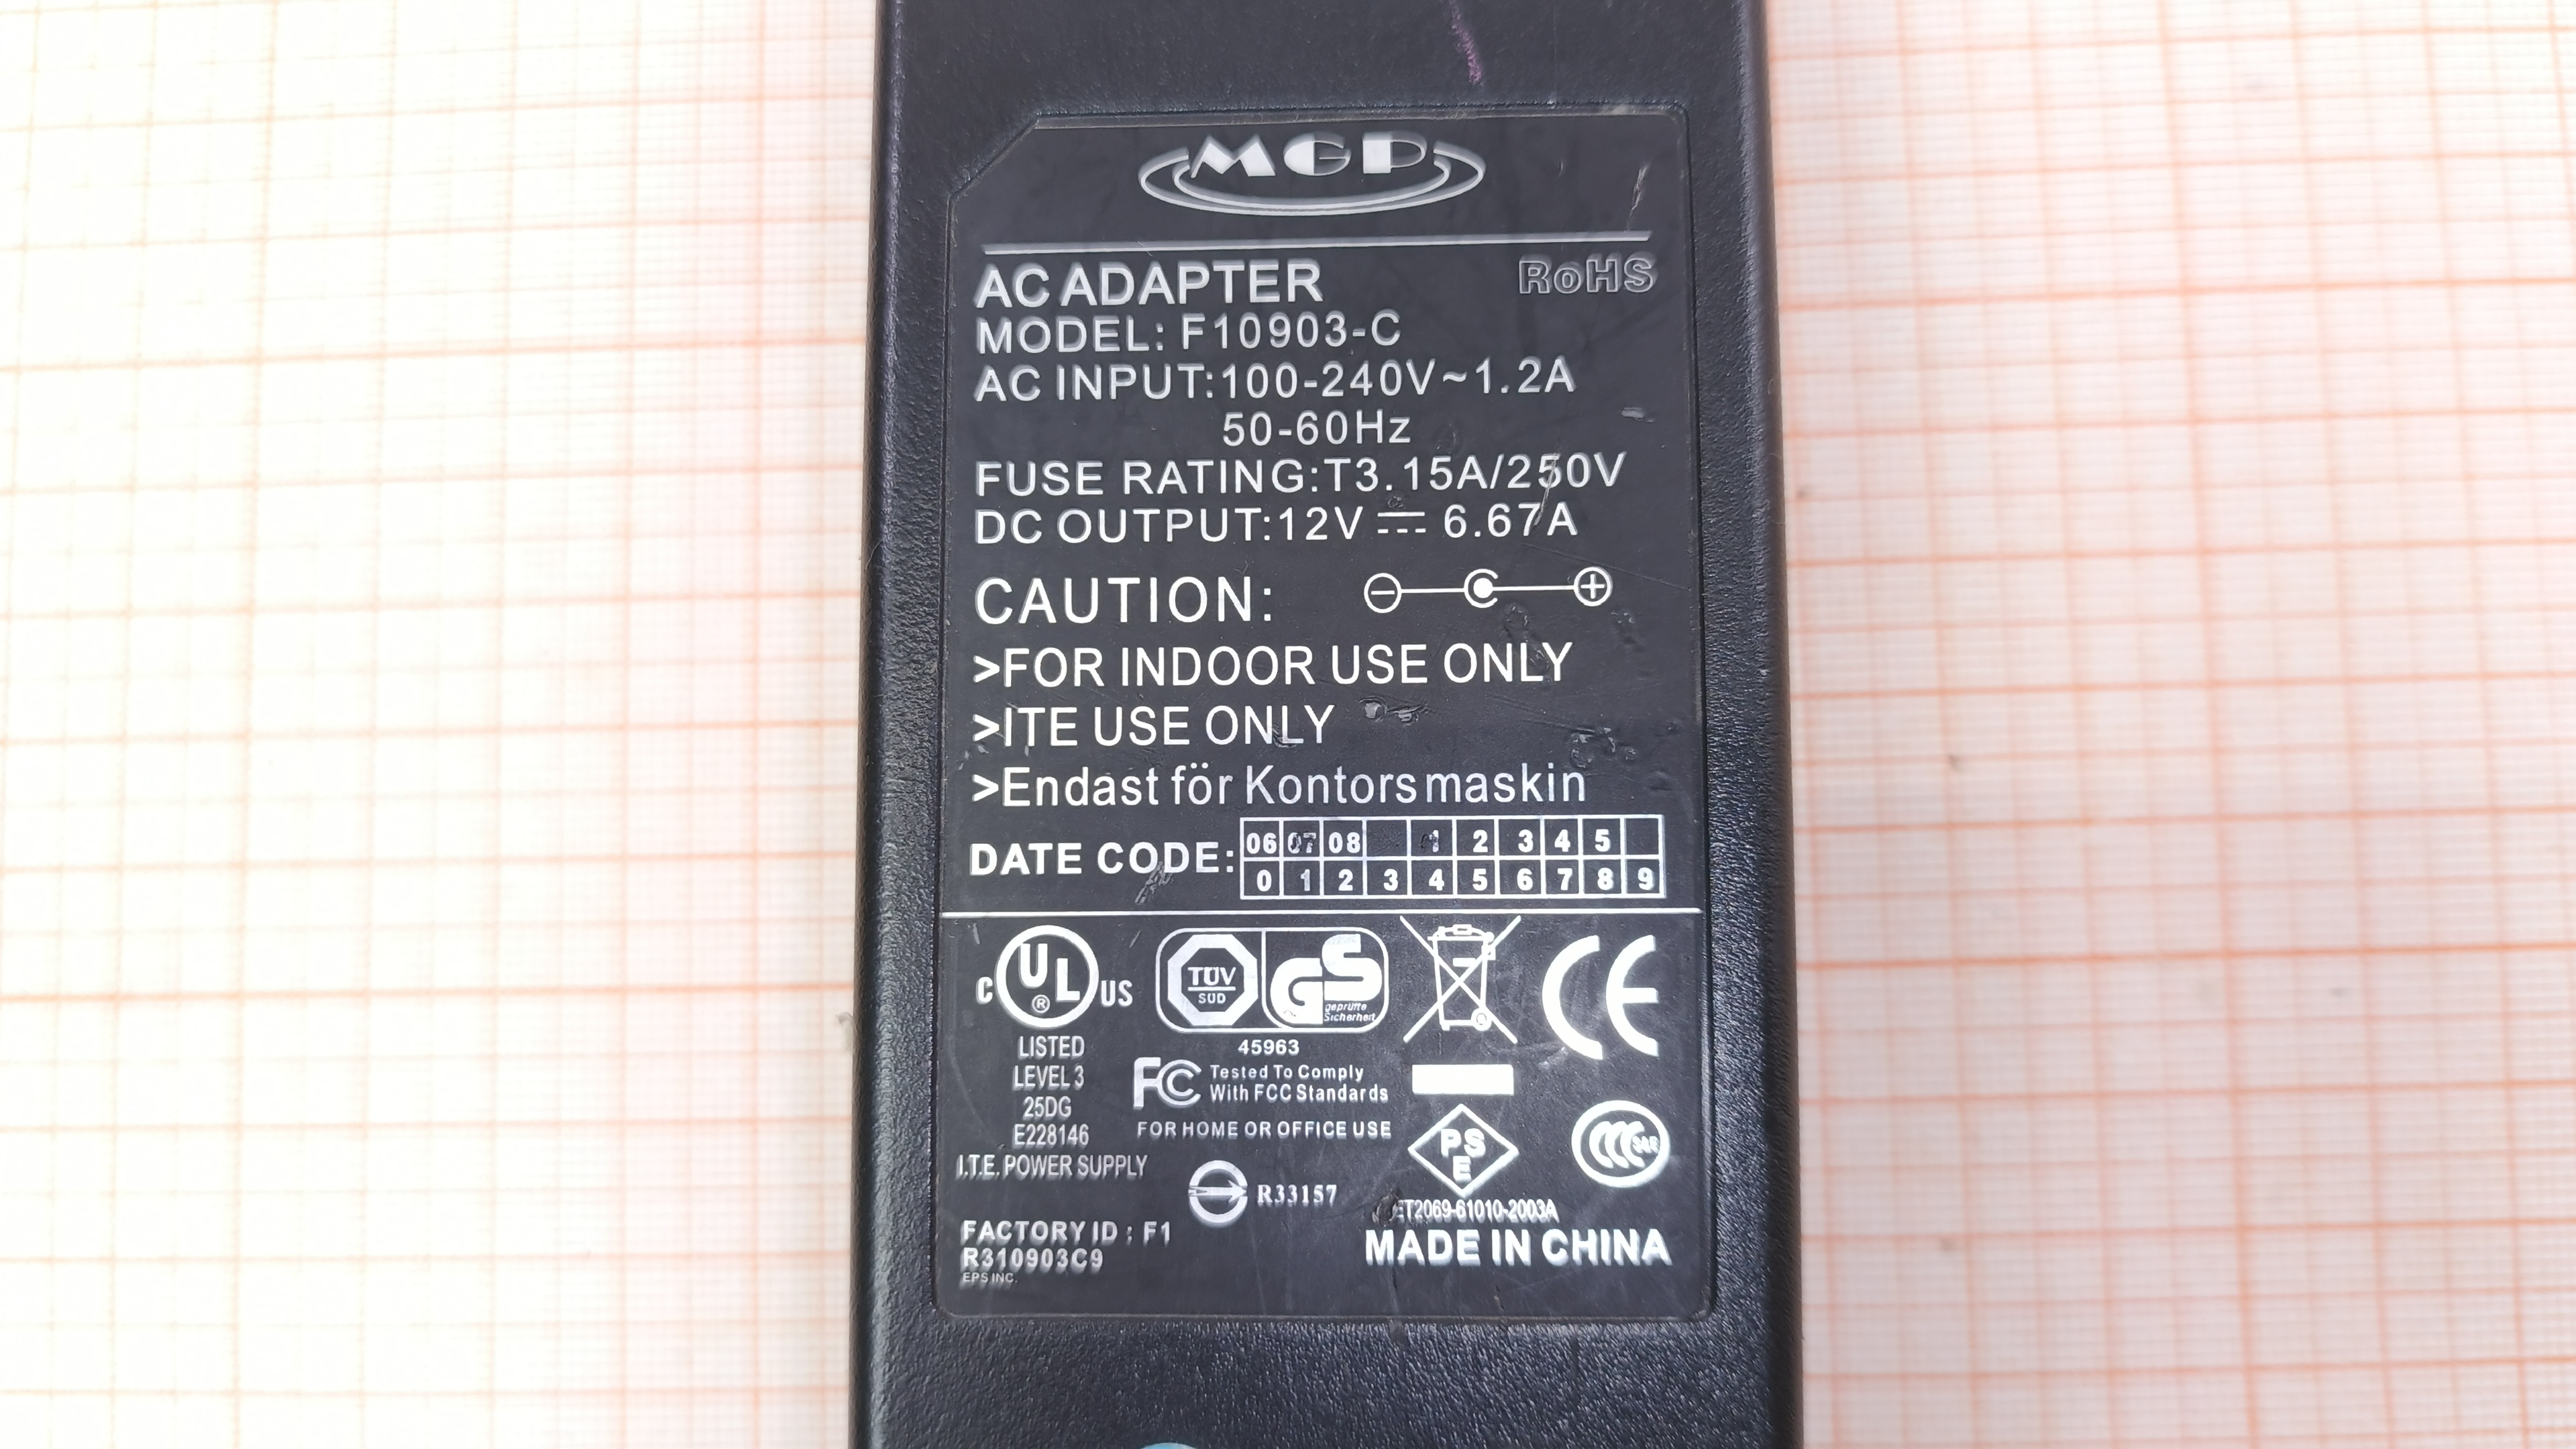 MGP
AC ADAPTER
RoHS
MODEL: F10903-C
AC INPUT:100-240V~1.2A
50-60Hz
FUSE RATING:T3.15A/250V
DC OUTPUT:12V ⎓ 6.67A
CAUTION:
>FOR INDOOR USE ONLY
>ITE USE ONLY
>Endast för Kontorsmaskin
DATE CODE:
06 07 08 1 2 3 4 5
0 1 2 3 4 5 6 7 8 9
C UL ® US
LISTED
LEVEL 3
25DG
E228146
I.T.E. POWER SUPPLY
TÜV
SÜD
GS
geprüfte
Sicherheit
45963
CE
FC Tested To Comply
With FCC Standards
FOR HOME OR OFFICE USE
R33157
PS
E
CCC S&E
ET2069-61010-2003A
MADE IN CHINA
FACTORY ID : F1
R310903C9
EPS INC.